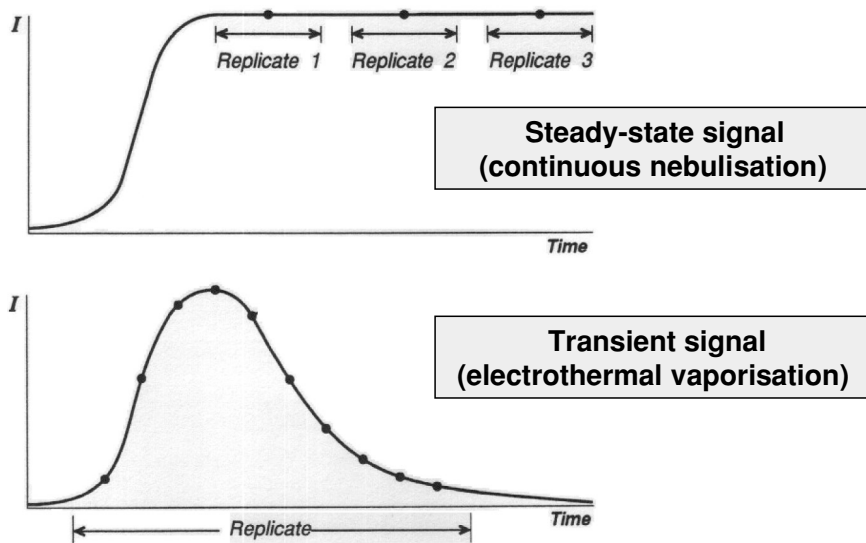 I
Replicate 1
Replicate 2
Replicate 3
Steady-state signal
(continuous nebulisation)
Time
I
Transient signal
(electrothermal vaporisation)
Time
Replicate